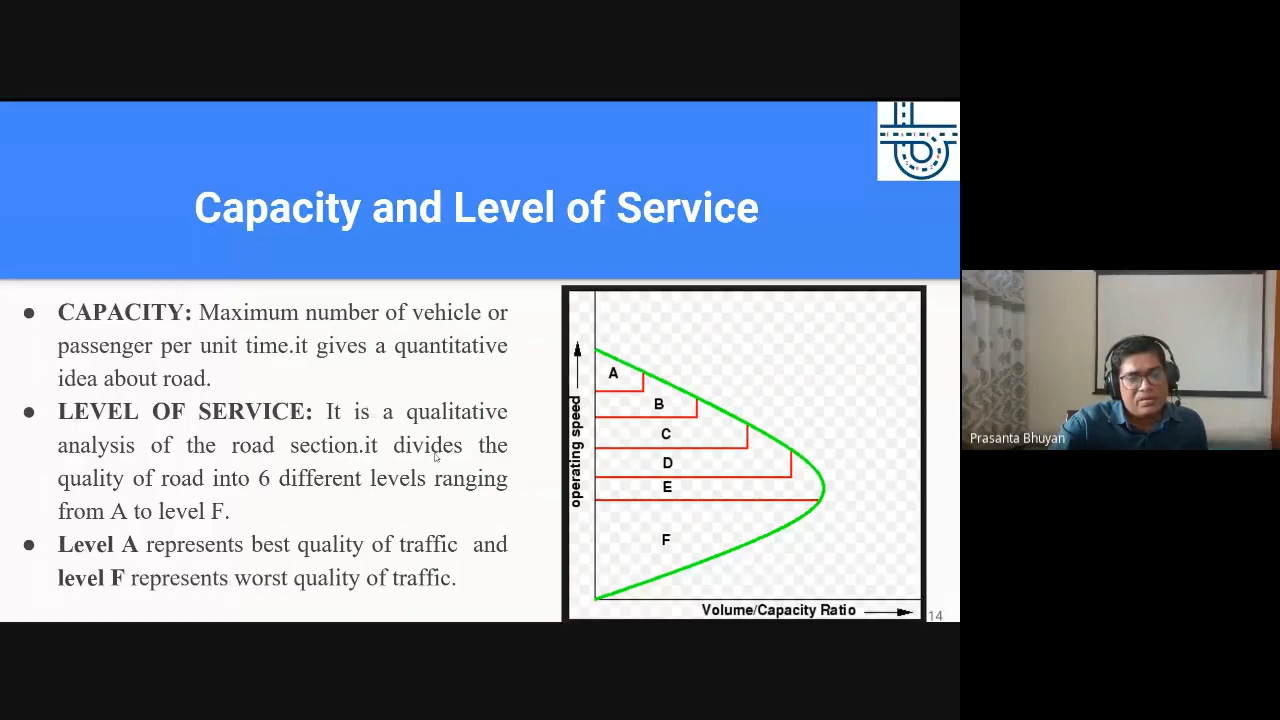 Capacity and Level of Service
● CAPACITY: Maximum number of vehicle or
passenger per unit time.it gives a quantitative
idea about road.
● LEVEL OF SERVICE: It is a qualitative
analysis of the road section.it divides the
quality of road into 6 different levels ranging
from A to level F.
● Level A represents best quality of traffic and
level F represents worst quality of traffic.
operating speed
A
B
C
D
E
F
Volume/Capacity Ratio
14
Prasanta Bhuyan